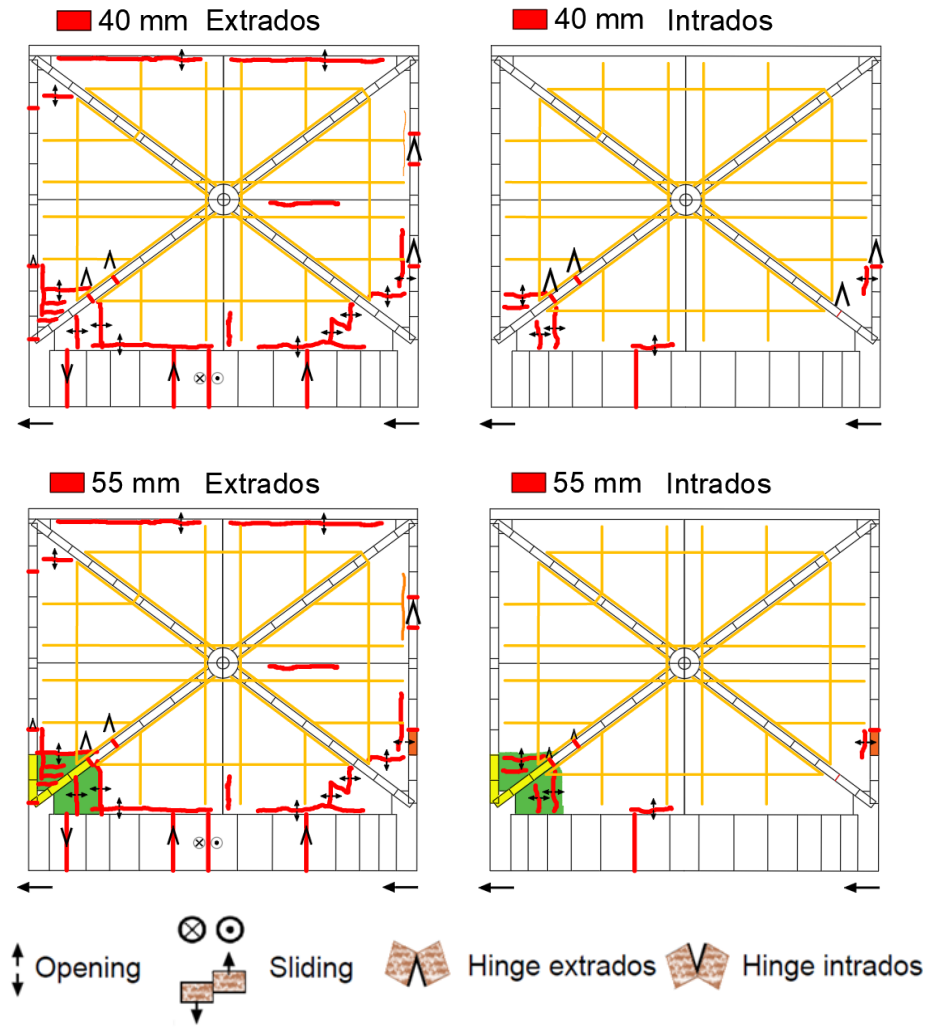 40 mm Extrados
40 mm Intrados
55 mm Extrados
55 mm Intrados
Opening
Sliding
Hinge extrados
Hinge intrados